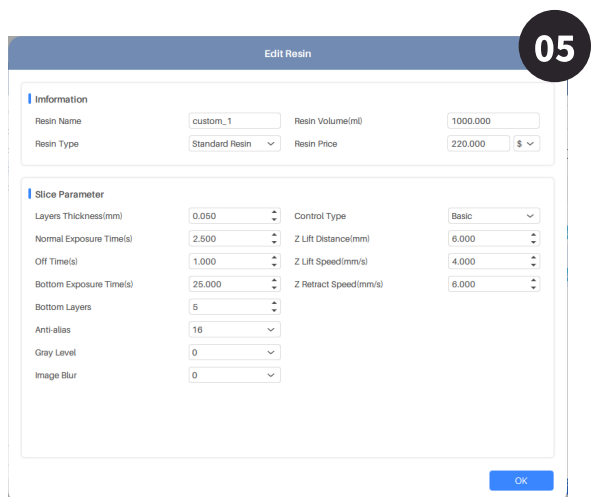 05
Edit Resin
Imformation
Resin Name custom_1 Resin Volume(ml) 1000.000
Resin Type Standard Resin Resin Price 220.000 $
Slice Parameter
Layers Thickness(mm) 0.050 Control Type Basic
Normal Exposure Time(s) 2.500 Z Lift Distance(mm) 6.000
Off Time(s) 1.000 Z Lift Speed(mm/s) 4.000
Bottom Exposure Time(s) 25.000 Z Retract Speed(mm/s) 6.000
Bottom Layers 5
Anti-alias 16
Gray Level 0
Image Blur 0
OK